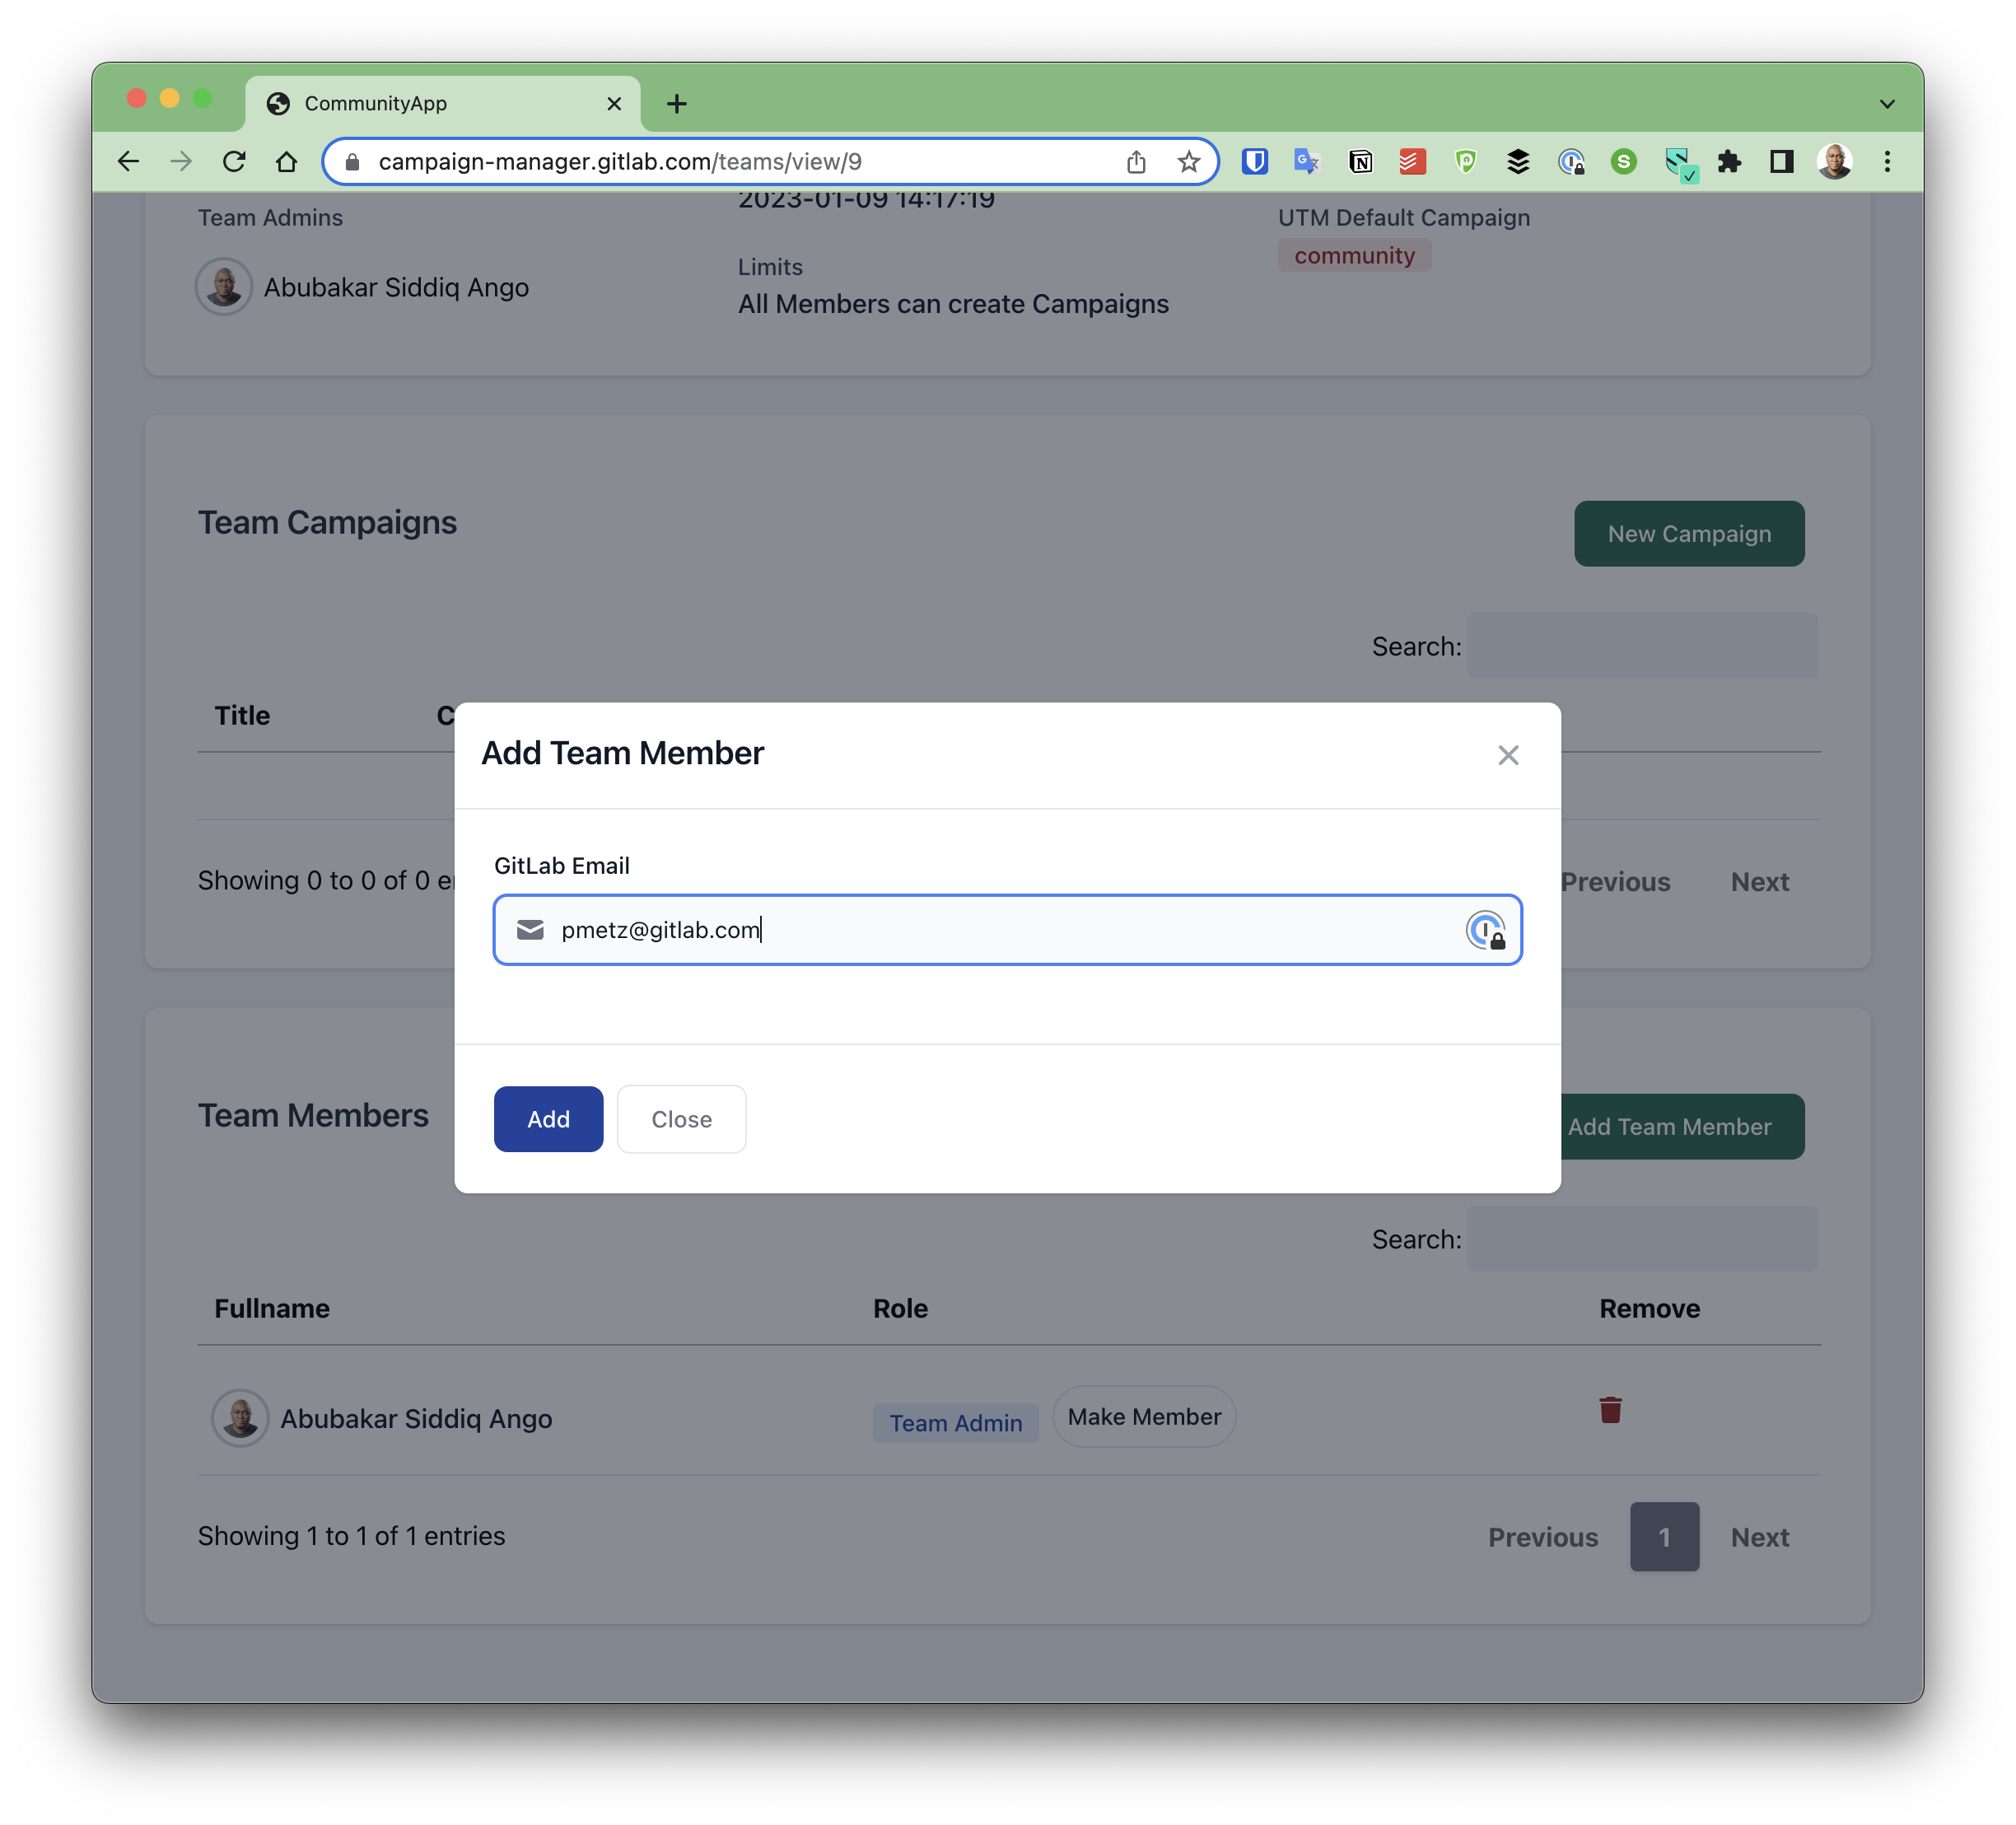 CommunityApp
campaign-manager.gitlab.com/teams/view/9
2023-01-09 14:17:19
Team Admins
Abubakar Siddiq Ango
Limits
All Members can create Campaigns
UTM Default Campaign
community
Team Campaigns
New Campaign
Search:
Title
C
Showing 0 to 0 of 0 e
Previous Next
Add Team Member
GitLab Email
pmetz@gitlab.com
Add Close
Team Members
Add Team Member
Search:
Fullname Role Remove
Abubakar Siddiq Ango Team Admin Make Member
Showing 1 to 1 of 1 entries
Previous 1 Next